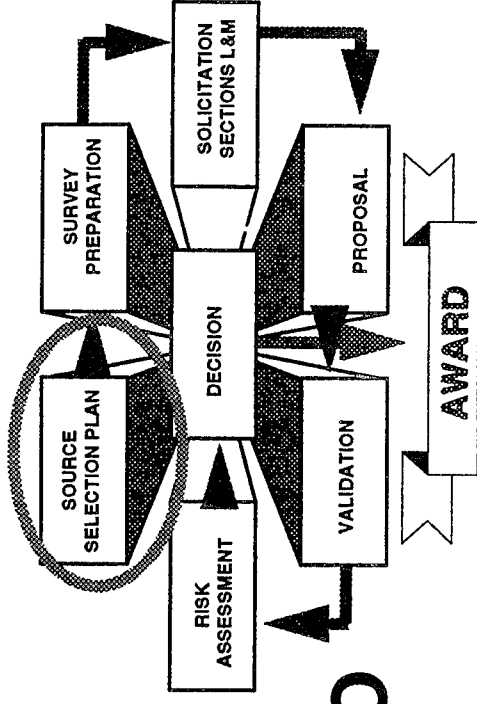 SOURCE
SELECTION PLAN
SURVEY
PREPARATION
RISK
ASSESSMENT
DECISION
SOLICITATION
SECTIONS L&M
VALIDATION
PROPOSAL
AWARD